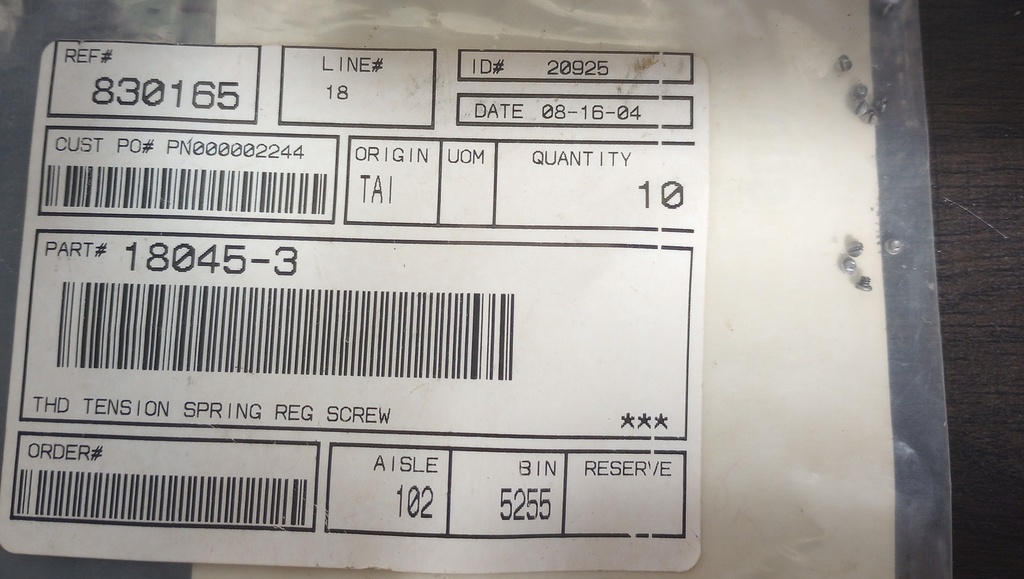 REF#
830165
LINE#
18
ID# 20925
DATE 08-16-04
CUST PO# PN000002244
ORIGIN
TAI
UOM
QUANTITY
10
PART# 18045-3
THD TENSION SPRING REG SCREW
***
ORDER#
AISLE
102
BIN
5255
RESERVE